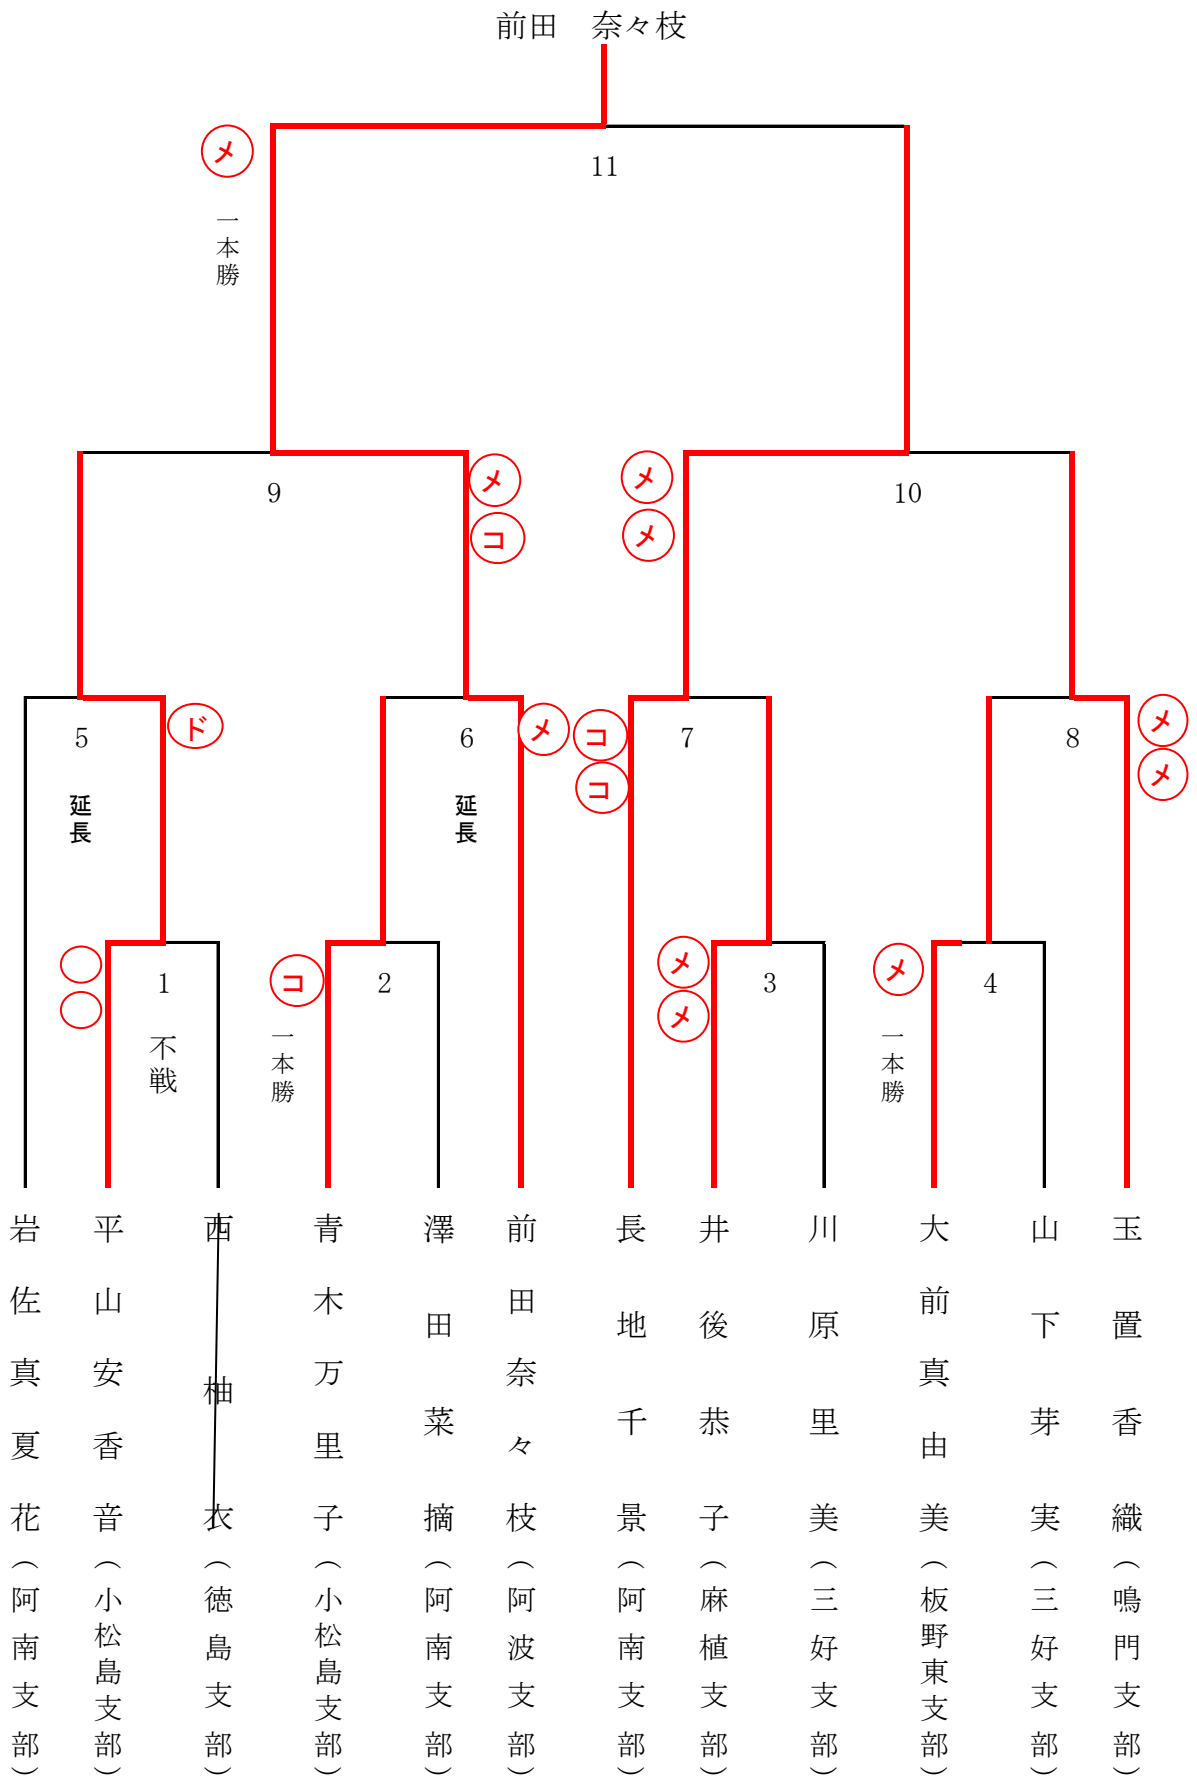 前田　奈々枝
メ
11
一本勝
9
メ
コ
メ
メ
10
5
ド
延長
6
メ
延長
コ
コ
7
8
メ
メ
1
不戦
コ
2
一本勝
メ
メ
3
メ
4
一本勝
岩佐真夏花（阿南支部）
平山安香音（小松島支部）
西柚衣（徳島支部）
青木万里子（小松島支部）
澤田菜摘（阿南支部）
前田奈々枝（阿波支部）
長地千景（阿南支部）
井後恭子（麻植支部）
川原里美（三好支部）
大前真由美（板野東支部）
山下芽実（三好支部）
玉置香織（鳴門支部）